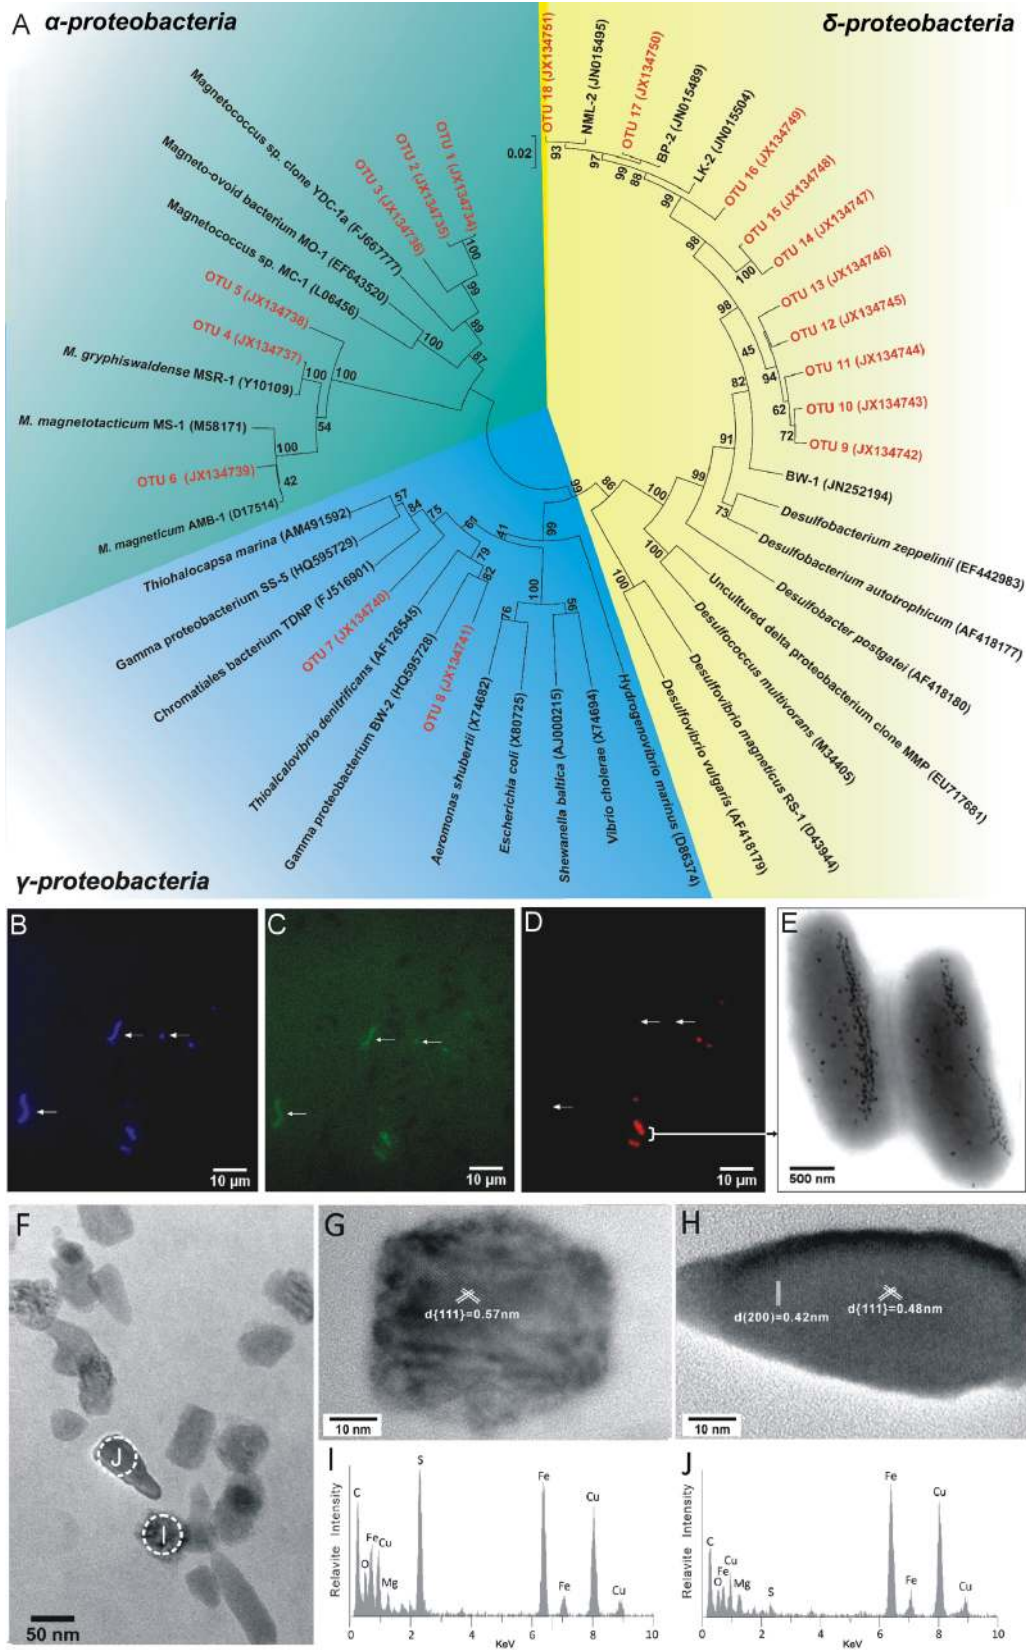 A
α-proteobacteria
δ-proteobacteria
Magnetococcus sp. clone YDC-1a (FJ667777)
Magneto-ovoid bacterium MO-1 (EF643520)
Magnetococcus sp. MC-1 (L06456)
OTU 1 (JX134734)
OTU 2 (JX134735)
OTU 3 (JX134736)
OTU 5 (JX134738)
OTU 4 (JX134737)
M. gryphiswaldense MSR-1 (Y10109)
M. magnetotacticum MS-1 (M58171)
OTU 6 (JX134739)
M. magneticum AMB-1 (D17514)
100
99
89
87
100
100
100
54
100
42
0.02
OTU 18 (JX134751)
NML-2 (JN015495)
OTU 17 (JX134750)
BP-2 (JN015489)
LK-2 (JN015504)
OTU 16 (JX134749)
OTU 15 (JX134748)
OTU 14 (JX134747)
OTU 13 (JX134746)
OTU 12 (JX134745)
OTU 11 (JX134744)
OTU 10 (JX134743)
OTU 9 (JX134742)
BW-1 (JN252194)
Desulfobacterium zeppelinii (EF442983)
Desulfobacterium autotrophicum (AF418177)
Desulfobacter postgatei (AF418180)
Uncultured delta proteobacterium clone MMP (EU717681)
Desulfococcus multivorans (M34405)
Desulfovibrio magneticus RS-1 (D43944)
Desulfovibrio vulgaris (AF418179)
93
97
99
88
99
98
100
98
45
94
62
72
82
91
73
99
100
100
86
100
99
Thiohalocapsa marina (AM491592)
Gamma proteobacterium SS-5 (HQ595729)
Chromatiales bacterium TDNP (FJ516901)
OTU 7 (JX134740)
Thioalcalovibrio denitrificans (AF126545)
Gamma proteobacterium BW-2 (HQ595728)
OTU 8 (JX134741)
Aeromonas shubertii (X74682)
Escherichia coli (X80725)
Shewanella baltica (AJ000215)
Vibrio cholerae (X74694)
Hydrogenovibrio marinus (D86374)
57
84
75
61
79
82
41
99
100
76
γ-proteobacteria
B
10 µm
C
10 µm
D
10 µm
E
500 nm
F
J
I
50 nm
G
d{111}=0.57nm
10 nm
H
d(200)=0.42nm
d{111}=0.48nm
10 nm
I
Relavite Intensity
C
O
Fe
Cu
Mg
S
Fe
Fe
Cu
Cu
0 2 4 6 8 10
KeV
J
Relavite Intensity
C
O
Fe
Cu
Mg
S
Fe
Fe
Cu
Cu
0 2 4 6 8 10
KeV